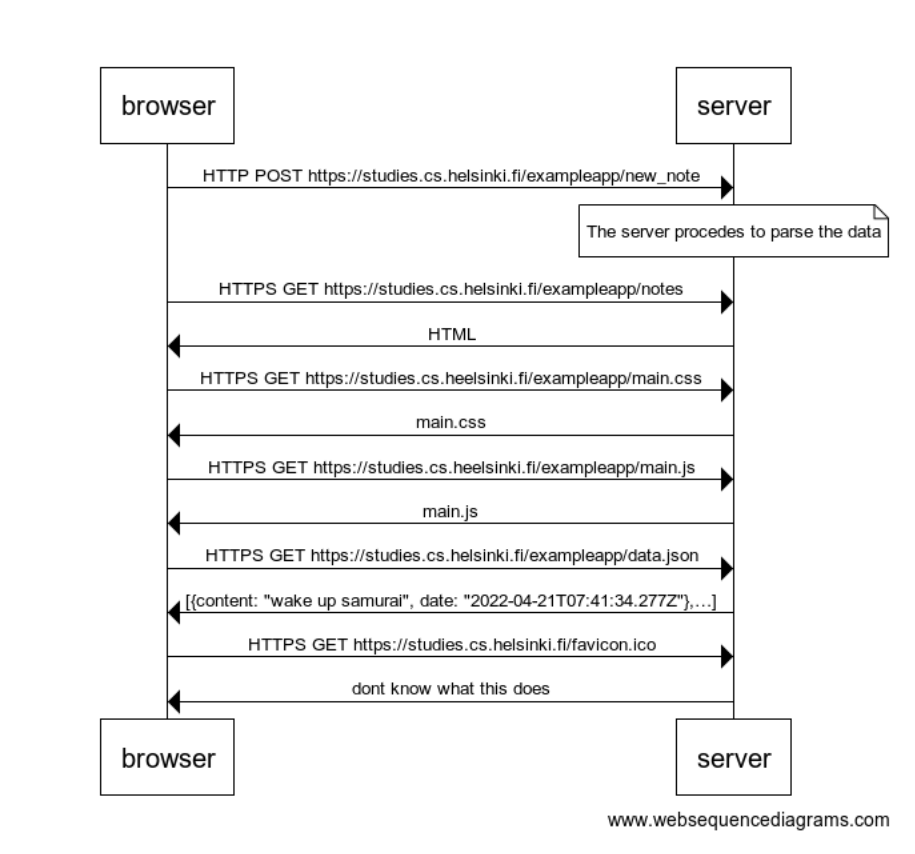 browser server
HTTP POST https://studies.cs.helsinki.fi/exampleapp/new_note
The server procedes to parse the data
HTTPS GET https://studies.cs.helsinki.fi/exampleapp/notes
HTML
HTTPS GET https://studies.cs.heelsinki.fi/exampleapp/main.css
main.css
HTTPS GET https://studies.cs.heelsinki.fi/exampleapp/main.js
main.js
HTTPS GET https://studies.cs.helsinki.fi/exampleapp/data.json
[{content: "wake up samurai", date: "2022-04-21T07:41:34.277Z"},...]
HTTPS GET https://studies.cs.helsinki.fi/favicon.ico
dont know what this does
browser server
www.websequencediagrams.com